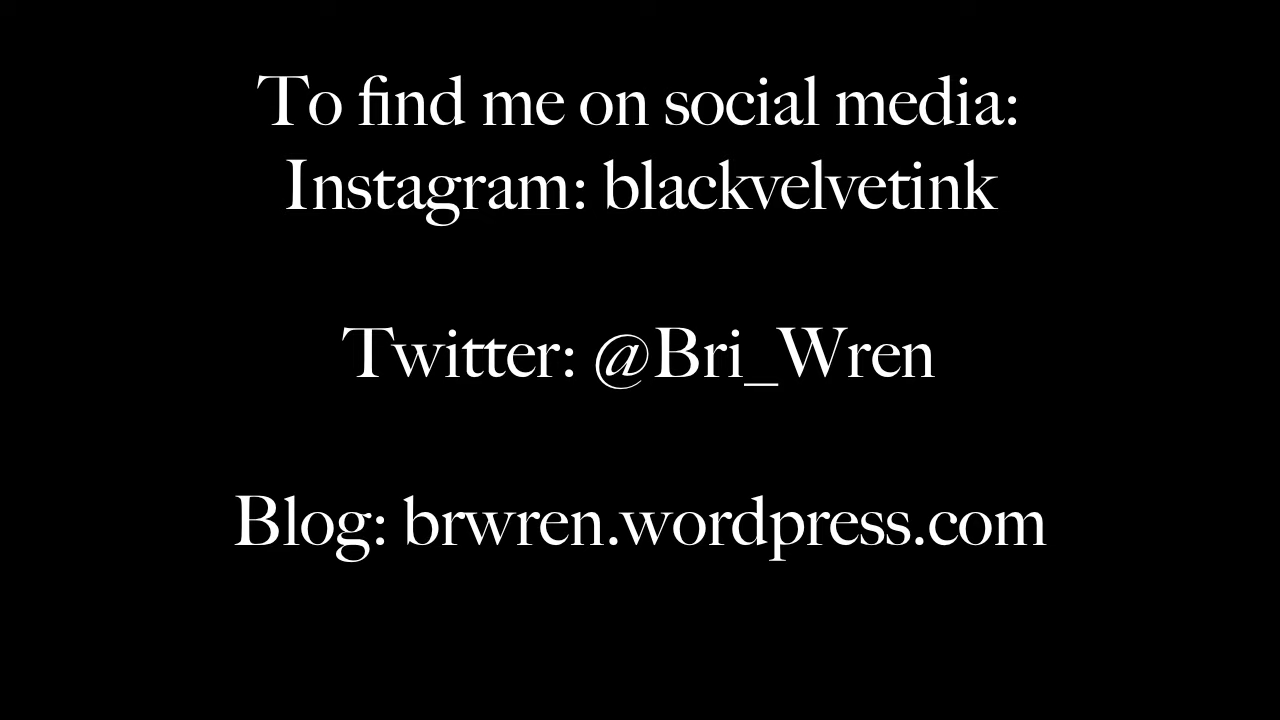 To find me on social media:
Instagram: blackvelvetink
Twitter: @Bri_Wren
Blog: brwren.wordpress.com